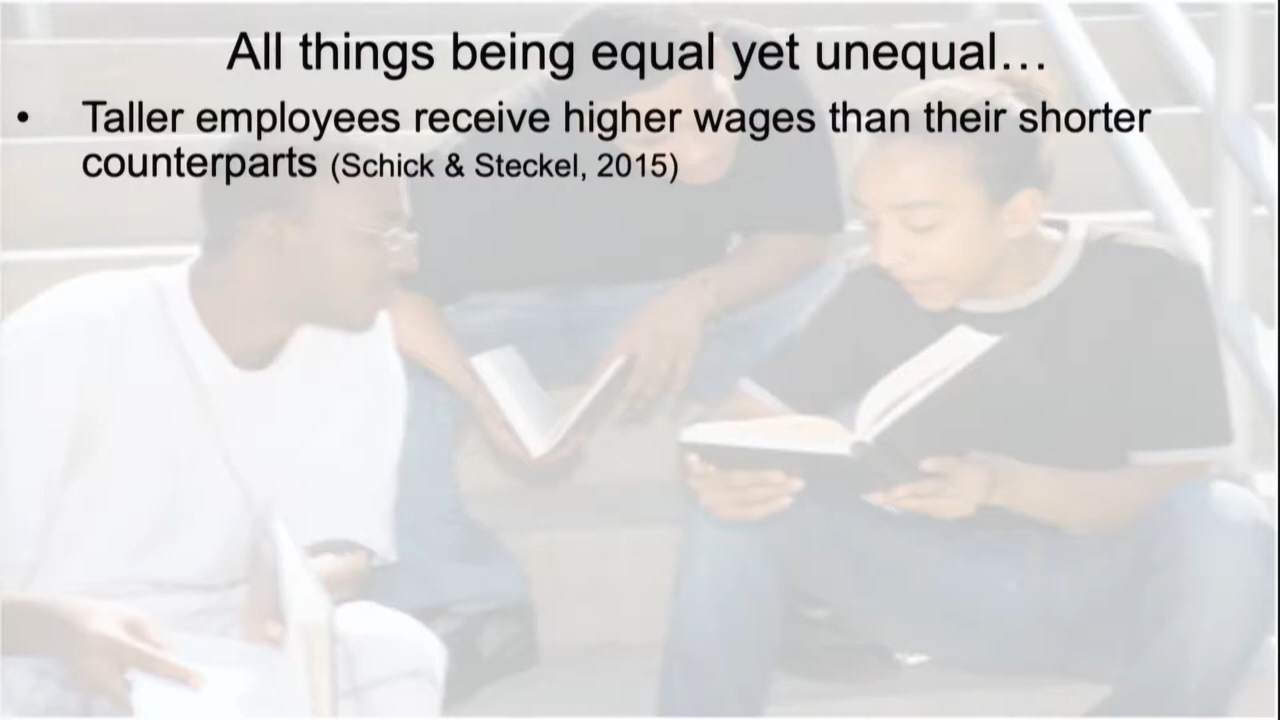 All things being equal yet unequal…
• Taller employees receive higher wages than their shorter
counterparts (Schick & Steckel, 2015)